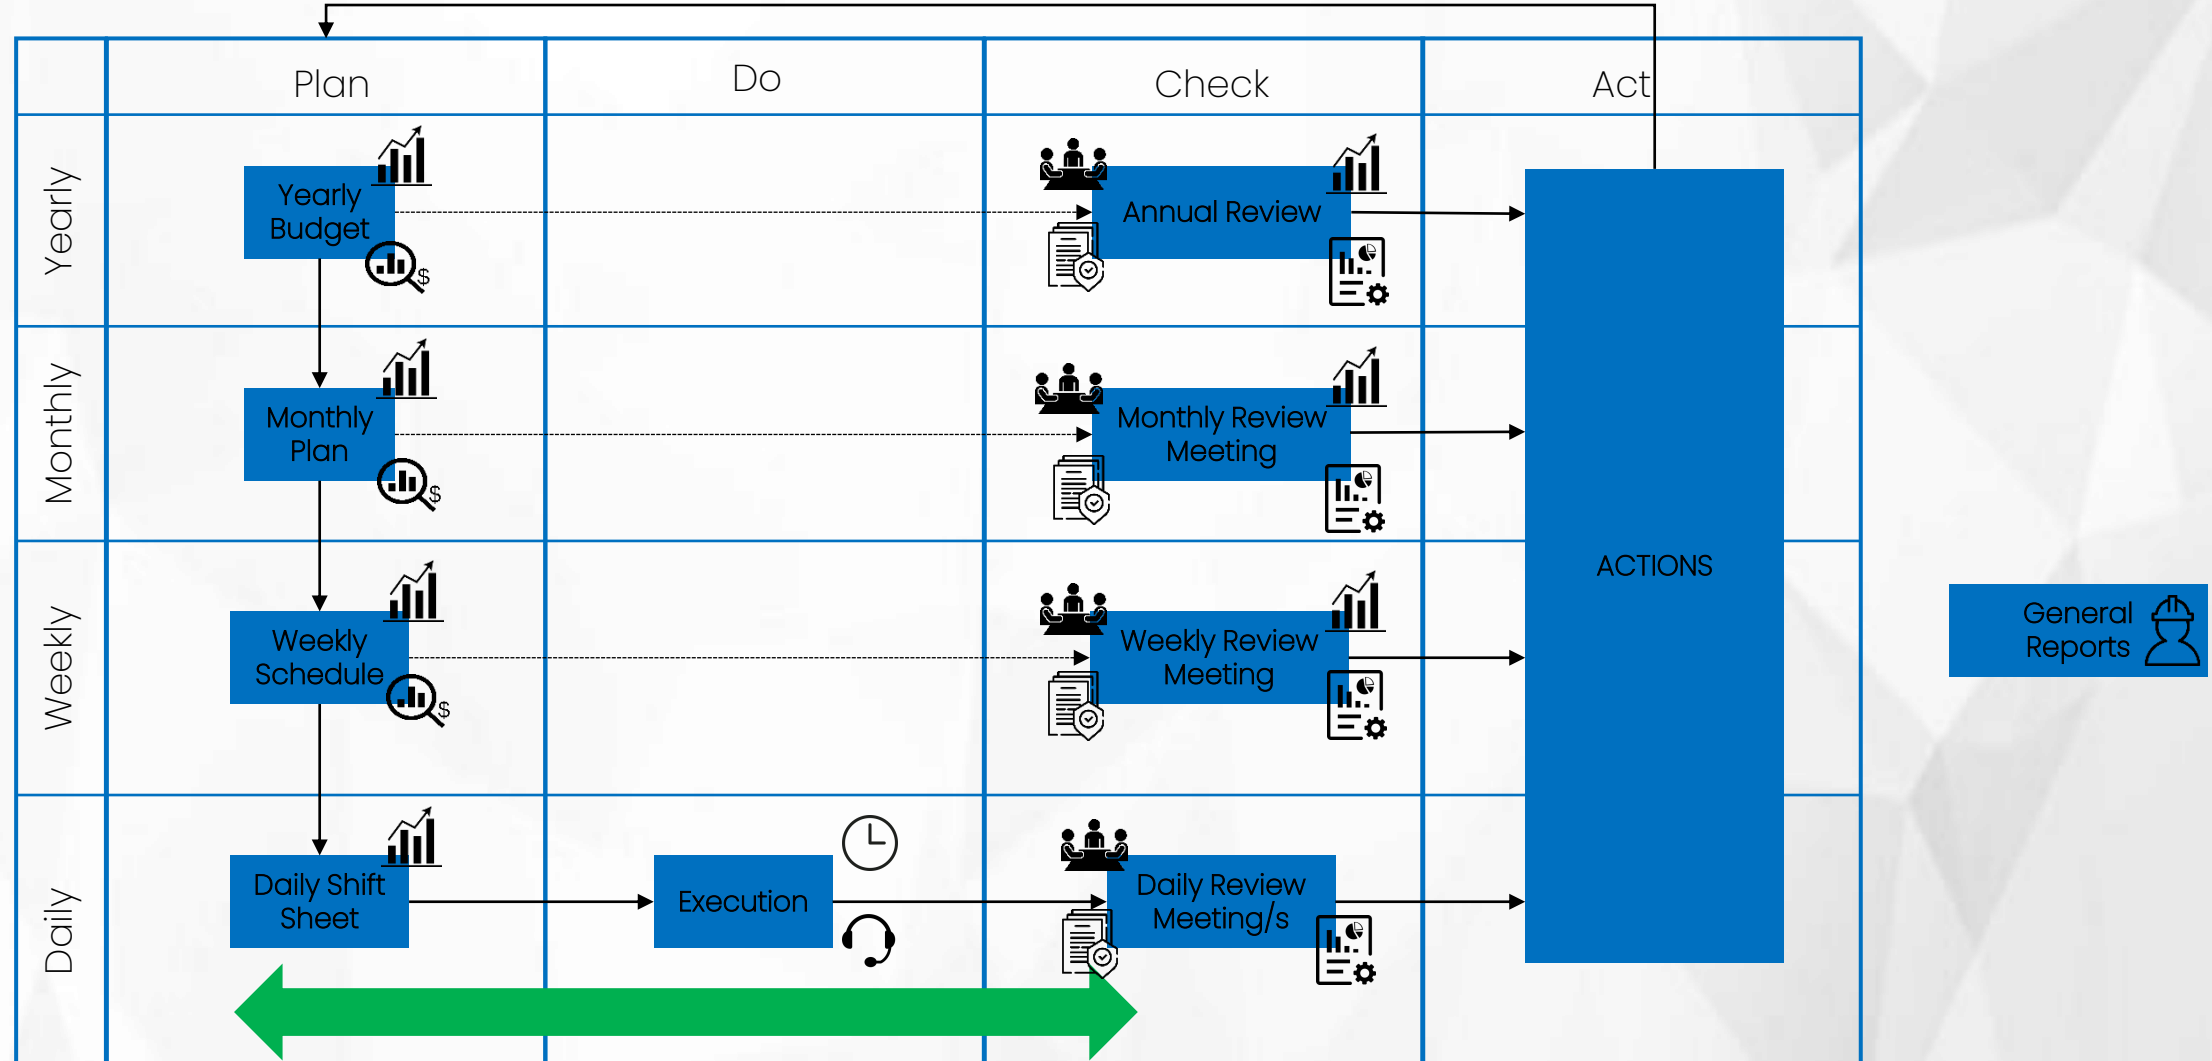 Plan
Do
Check
Act
Yearly
Yearly
Budget
$
Annual Review
Monthly
Monthly
Plan
$
Monthly Review
Meeting
Weekly
Weekly
Schedule
$
Weekly Review
Meeting
ACTIONS
General
Reports
Daily
Daily Shift
Sheet
Execution
Daily Review
Meeting/s